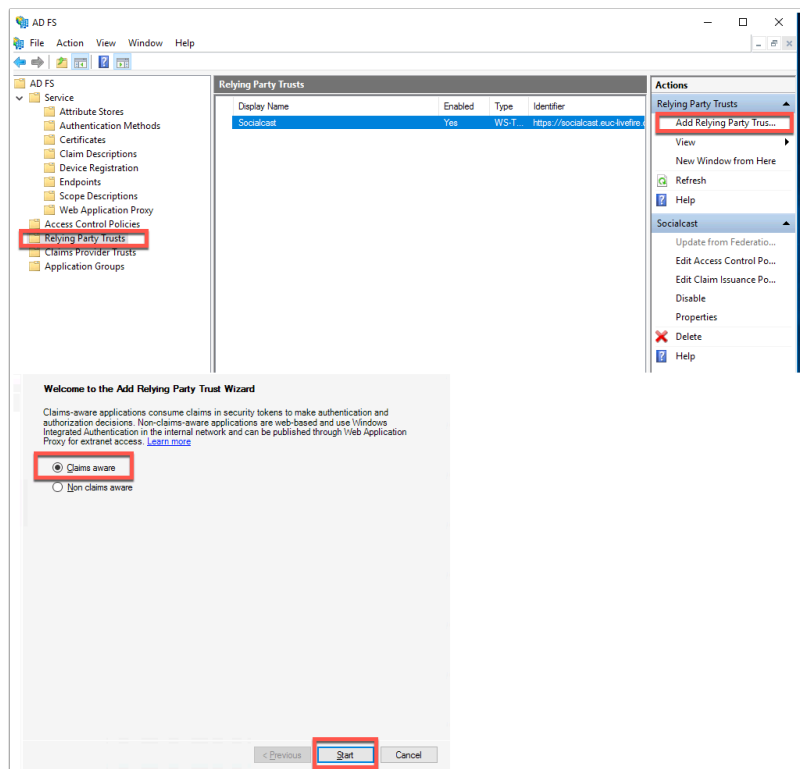 AD FS
File Action View Window Help
AD FS
Service
Attribute Stores
Authentication Methods
Certificates
Claim Descriptions
Device Registration
Endpoints
Scope Descriptions
Web Application Proxy
Access Control Policies
Relying Party Trusts
Claims Provider Trusts
Application Groups
Relying Party Trusts
Display Name Enabled Type Identifier
Socialcast Yes WS-T... https://socialcast.euc-livefire.
Actions
Relying Party Trusts
Add Relying Party Trus...
View
New Window from Here
Refresh
Help
Socialcast
Update from Federatio...
Edit Access Control Po...
Edit Claim Issuance Po...
Disable
Properties
Delete
Help
Welcome to the Add Relying Party Trust Wizard
Claims-aware applications consume claims in security tokens to make authentication and
authorization decisions. Non-claims-aware applications are web-based and use Windows
Integrated Authentication in the internal network and can be published through Web Application
Proxy for extranet access. Learn more
Claims aware
Non claims aware
< Previous Start Cancel